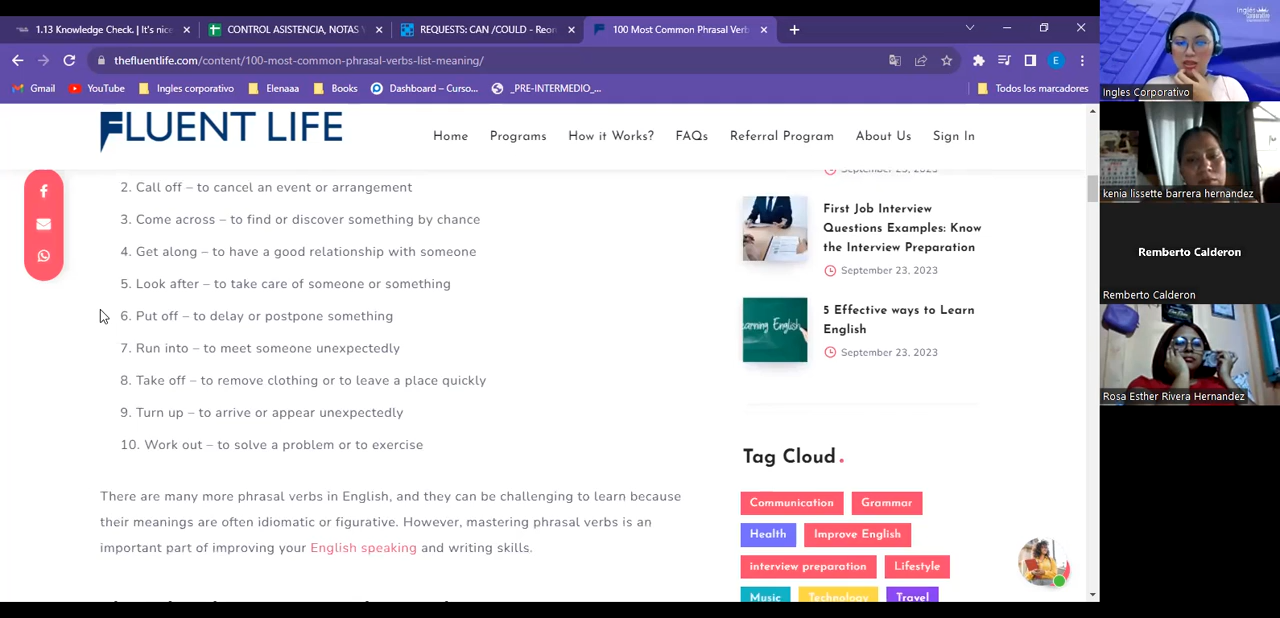 1.13 Knowledge Check. | It's nice
CONTROL ASISTENCIA, NOTAS
REQUESTS: CAN /COULD - Reor
100 Most Common Phrasal Verb
thefluentlife.com/content/100-most-common-phrasal-verbs-list-meaning/
Gmail
YouTube
Ingles corporativo
Elenaaa
Books
Dashboard – Curso...
_PRE-INTERMEDIO_...
Todos los marcadores
FLUENT LIFE
Home
Programs
How it Works?
FAQs
Referral Program
About Us
Sign In
2. Call off – to cancel an event or arrangement
3. Come across – to find or discover something by chance
4. Get along – to have a good relationship with someone
5. Look after – to take care of someone or something
6. Put off – to delay or postpone something
7. Run into – to meet someone unexpectedly
8. Take off – to remove clothing or to leave a place quickly
9. Turn up – to arrive or appear unexpectedly
10. Work out – to solve a problem or to exercise
There are many more phrasal verbs in English, and they can be challenging to learn because
their meanings are often idiomatic or figurative. However, mastering phrasal verbs is an
important part of improving your English speaking and writing skills.
September 23, 2023
First Job Interview
Questions Examples: Know
the Interview Preparation
September 23, 2023
5 Effective ways to Learn
English
September 23, 2023
Tag Cloud.
Communication
Grammar
Health
Improve English
interview preparation
Lifestyle
Music
Technology
Travel
Ingles Corporativo
kenia lissette barrera hernandez
Remberto Calderon
Remberto Calderon
Rosa Esther Rivera Hernandez